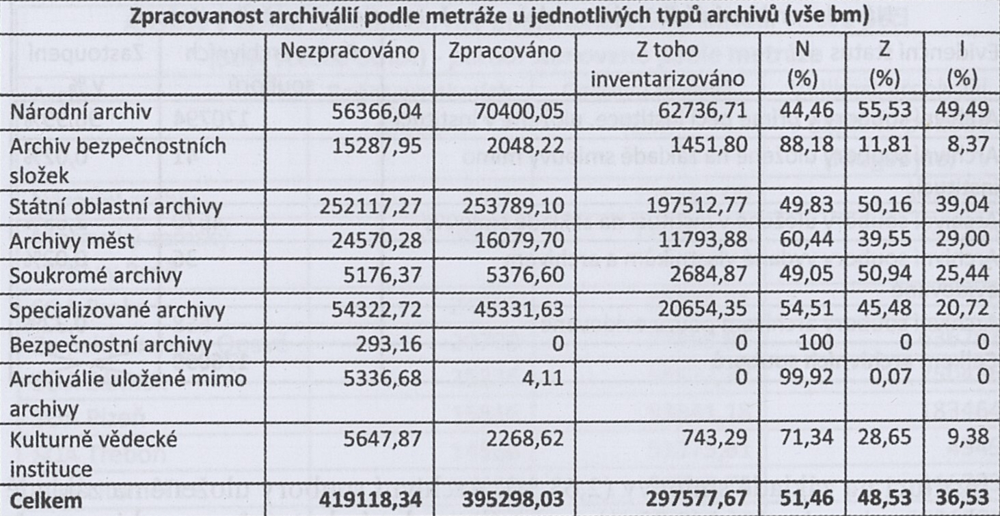 Zpracovanost archiválií podle metráže u jednotlivých typů archivů (vše bm)
Nezpracováno Zpracováno Z toho inventarizováno N (%) Z (%) I (%)
Národní archiv 56366,04 70400,05 62736,71 44,46 55,53 49,49
Archiv bezpečnostních složek 15287,95 2048,22 1451,80 88,18 11,81 8,37
Státní oblastní archivy 252117,27 253789,10 197512,77 49,83 50,16 39,04
Archivy měst 24570,28 16079,70 11793,88 60,44 39,55 29,00
Soukromé archivy 5176,37 5376,60 2684,87 49,05 50,94 25,44
Specializované archivy 54322,72 45331,63 20654,35 54,51 45,48 20,72
Bezpečnostní archivy 293,16 0 0 100 0 0
Archiválie uložené mimo archivy 5336,68 4,11 0 99,92 0,07 0
Kulturně vědecké instituce 5647,87 2268,62 743,29 71,34 28,65 9,38
Celkem 419118,34 395298,03 297577,67 51,46 48,53 36,53